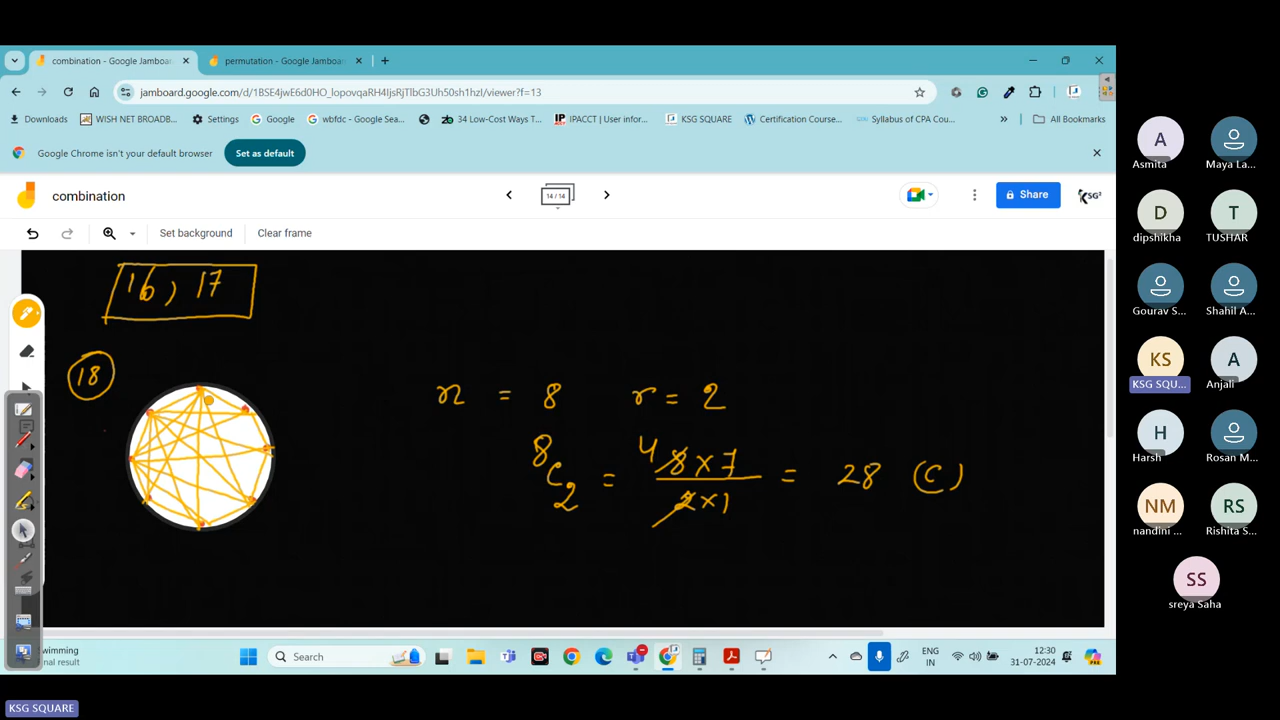 combination - Google Jamboa
permutation - Google Jamboa
jamboard.google.com/d/1BSE4jwE6d0HO_lopovqaRH4IjsRjTlbG3Uh50sh1hzI/viewer?f=13
Downloads WISH NET BROADB... Settings Google wbfdc - Google Sea... 34 Low-Cost Ways T... IPACCT | User infor... KSG SQUARE Certification Course... Syllabus of CPA Cou... » All Bookmarks
Google Chrome isn't your default browser Set as default
combination 14 / 14 Share KSG²
Set background Clear frame
16, 17
18
n = 8 r = 2
8C2 = 4 8 x 7 = 28 (C)
2 x 1
Swimming
nal result
Search
ENG
IN
12:30
31-07-2024
KSG SQUARE
A
Asmita
Maya La...
D
dipshikha
T
TUSHAR
Gourav S...
Shahil A...
KS
KSG SQU...
A
Anjali
H
Harsh
Rosan M...
NM
nandini ...
RS
Rishita S...
SS
sreya Saha